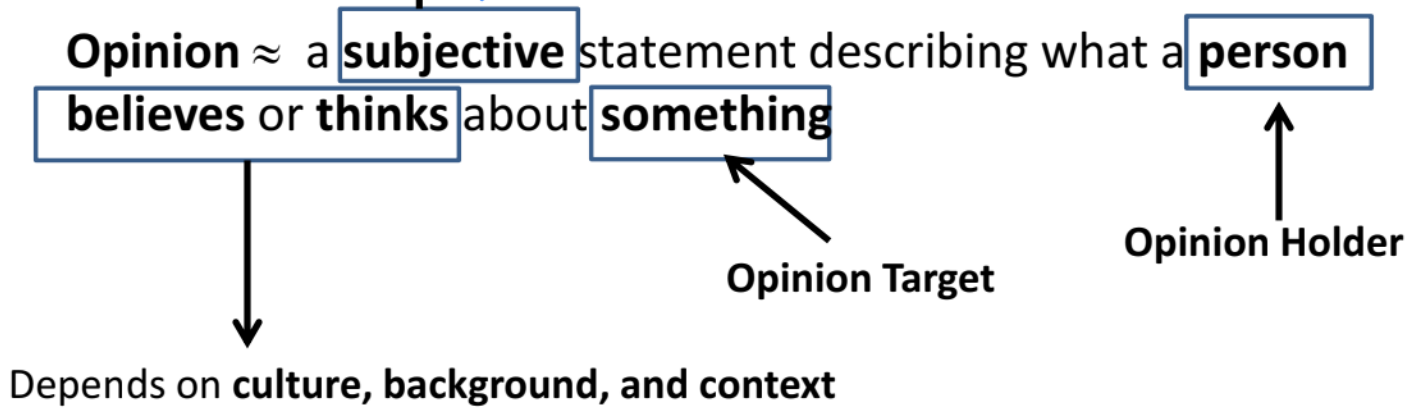 Opinion ≈ a subjective statement describing what a person
believes or thinks about something
Opinion Holder
Opinion Target
Depends on culture, background, and context